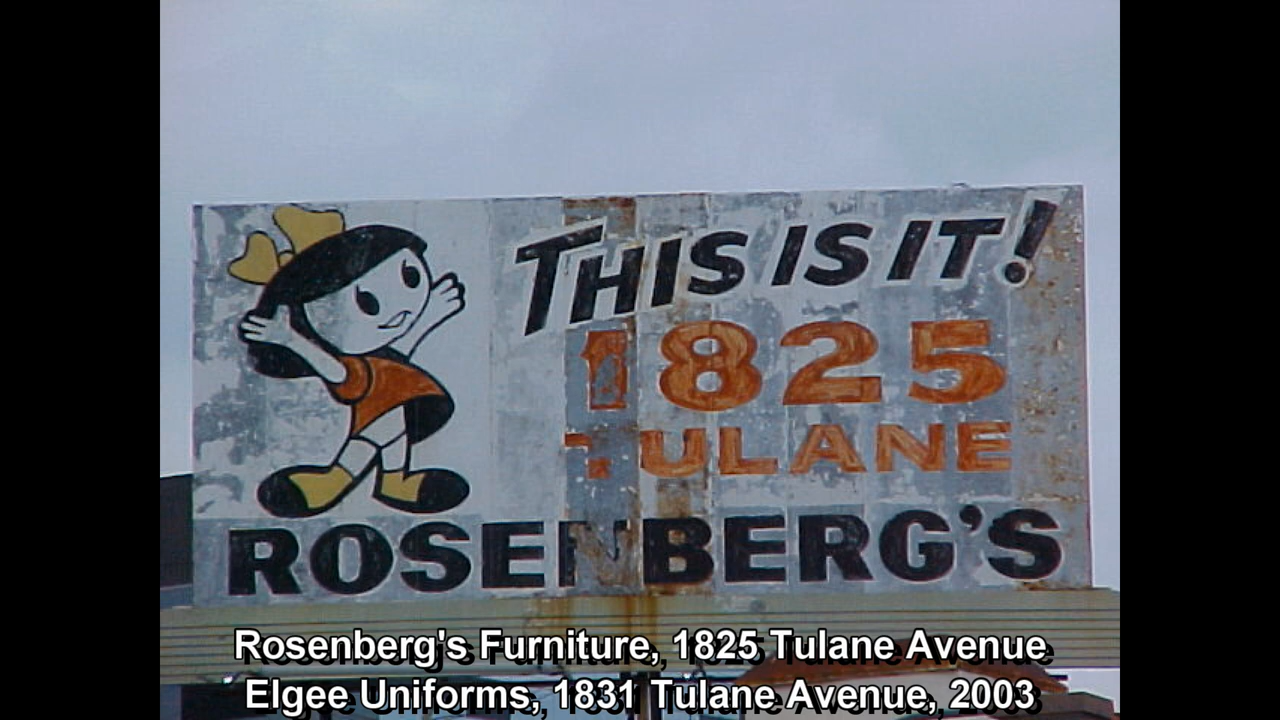 THIS IS IT!
1825
TULANE
ROSENBERG'S
Rosenberg's Furniture, 1825 Tulane Avenue
Elgee Uniforms, 1831 Tulane Avenue, 2003